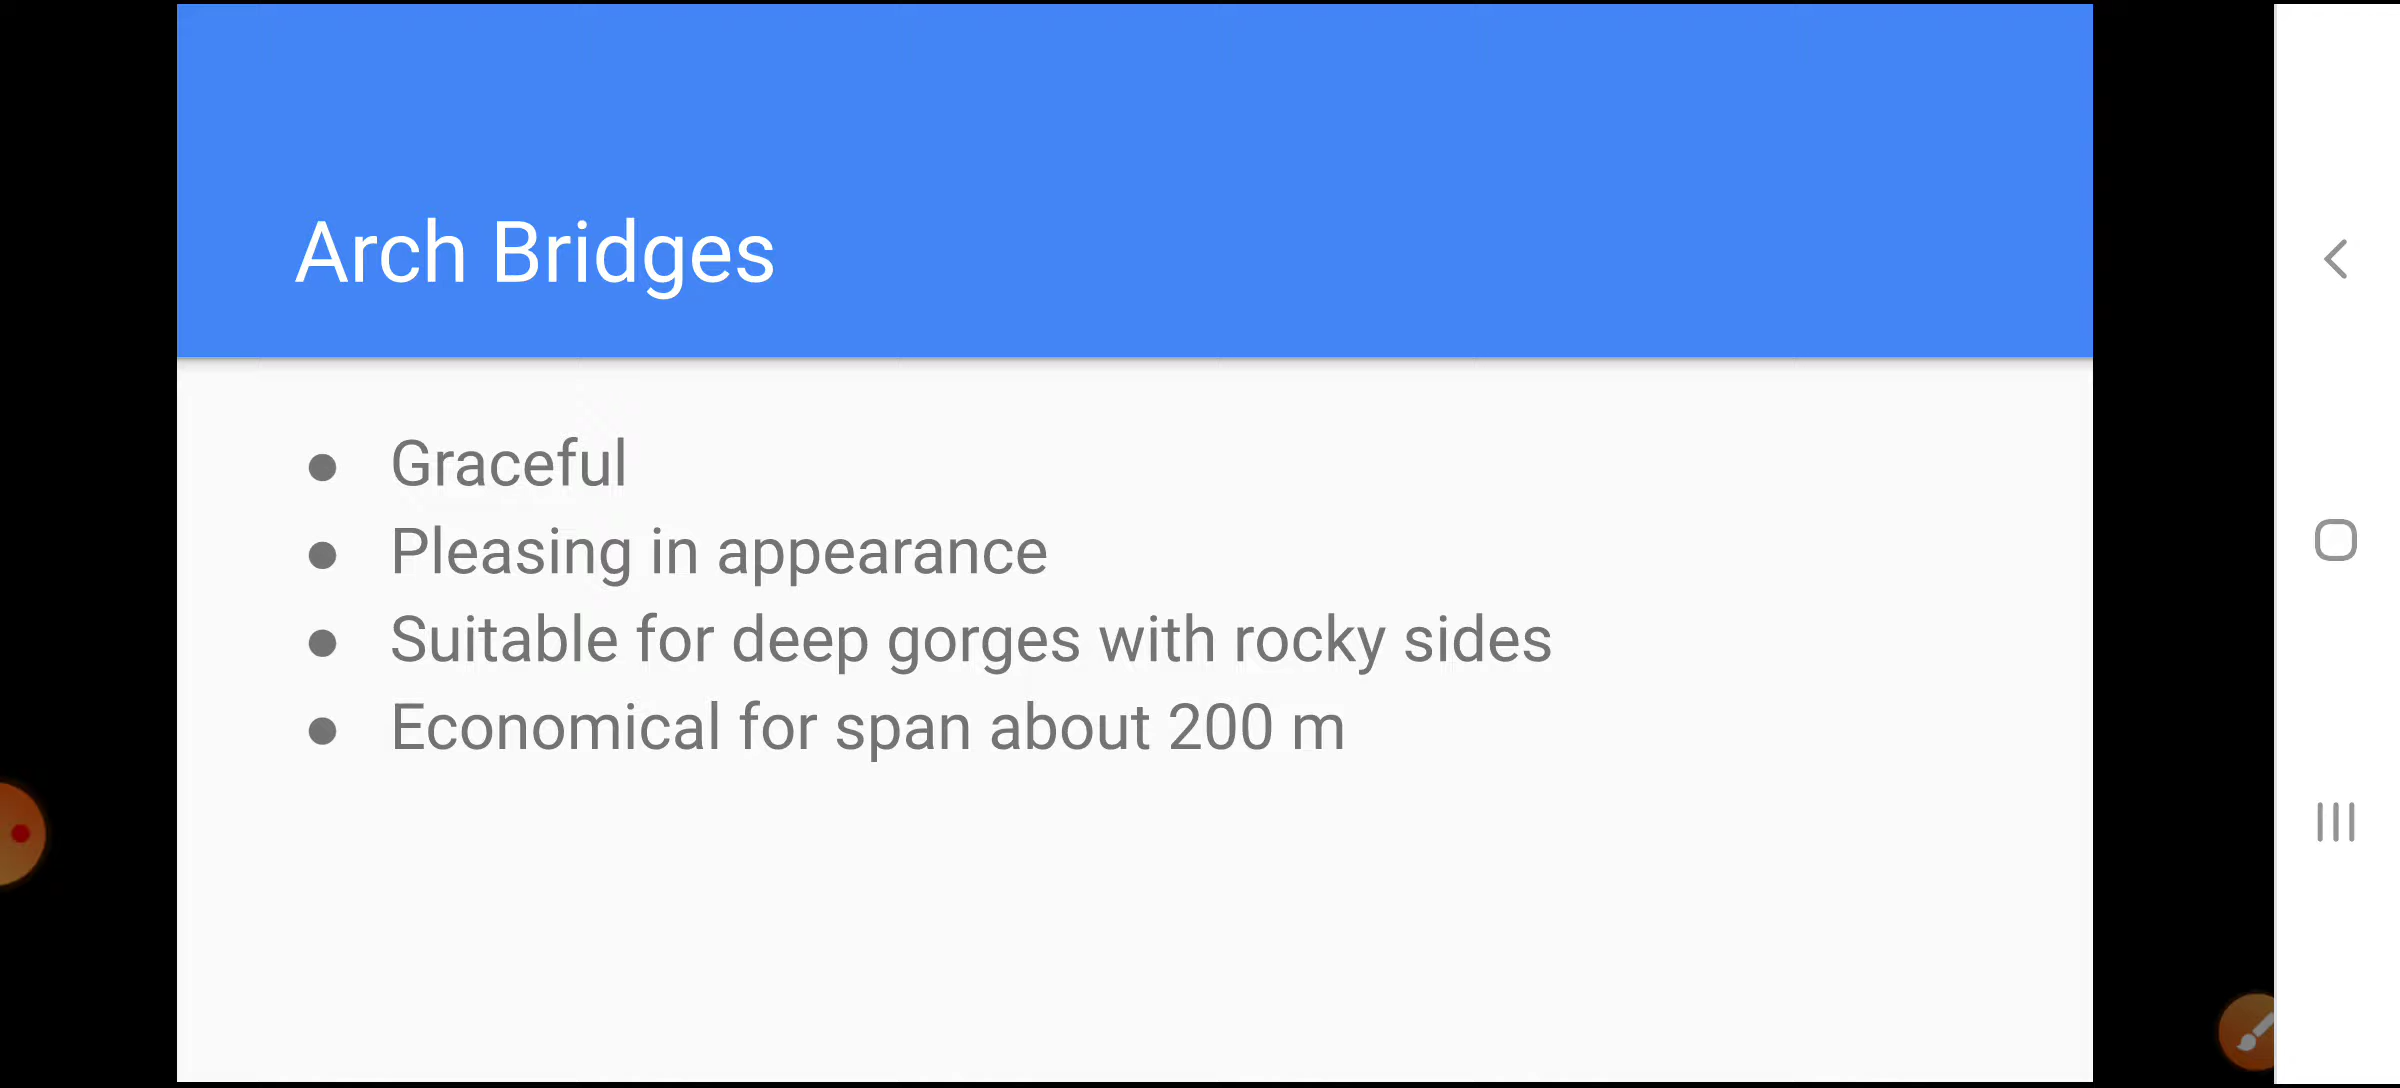 Arch Bridges
● Graceful
● Pleasing in appearance
● Suitable for deep gorges with rocky sides
● Economical for span about 200 m